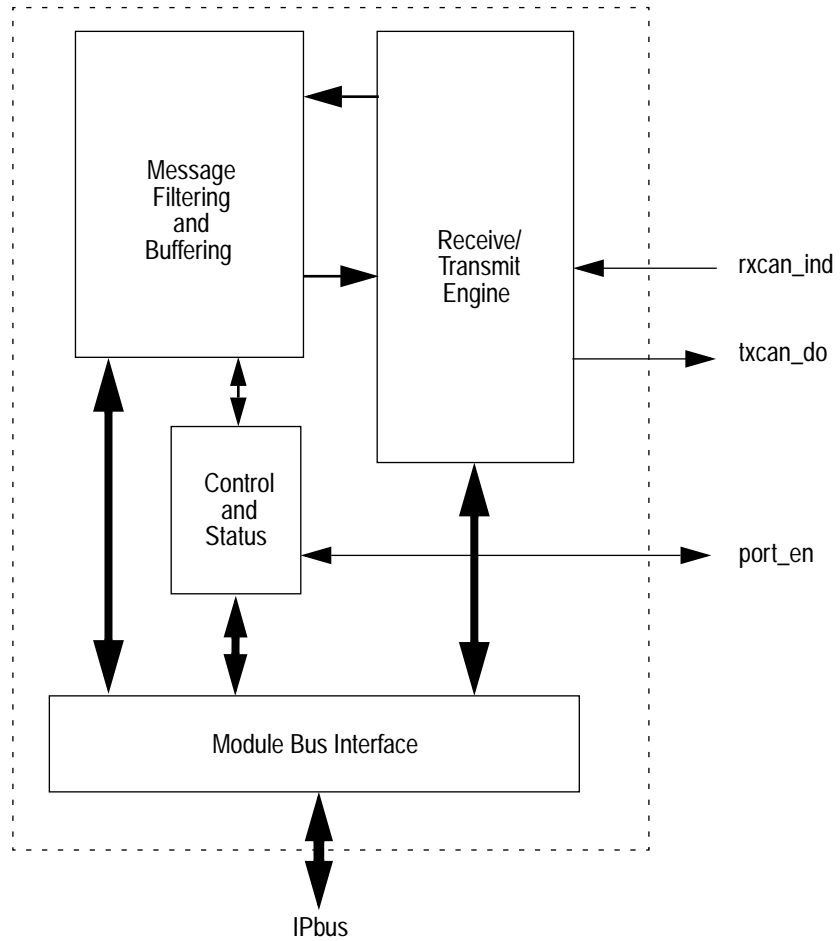 Message
Filtering
and
Buffering
Receive/
Transmit
Engine
rxcan_ind
txcan_do
Control
and
Status
port_en
Module Bus Interface
IPbus